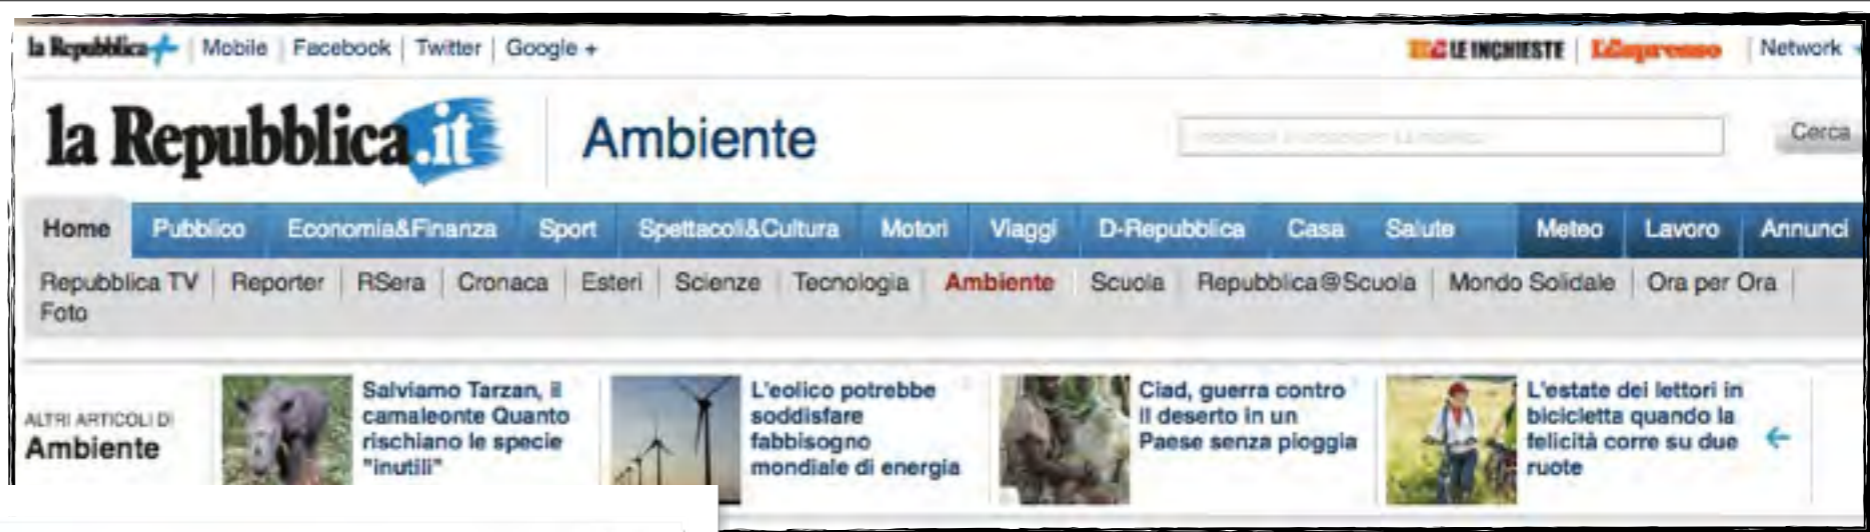 la Repubblica+ | Mobile | Facebook | Twitter | Google +
LE INCHIESTE | L'Espresso | Network
la Repubblica.it
Ambiente
Cerca
Home Pubblico Economia&Finanza Sport Spettacoli&Cultura Motori Viaggi D-Repubblica Casa Salute Meteo Lavoro Annunci
Repubblica TV | Reporter | RSera | Cronaca | Esteri | Scienze | Tecnologia | Ambiente | Scuola | Repubblica@Scuola | Mondo Solidale | Ora per Ora |
Foto
ALTRI ARTICOLI DI
Ambiente
Salviamo Tarzan, il
camaleonte Quanto
rischiano le specie
"inutili"
L'eolico potrebbe
soddisfare
fabbisogno
mondiale di energia
Ciad, guerra contro
il deserto in un
Paese senza pioggia
L'estate dei lettori in
bicicletta quando la
felicità corre su due
ruote